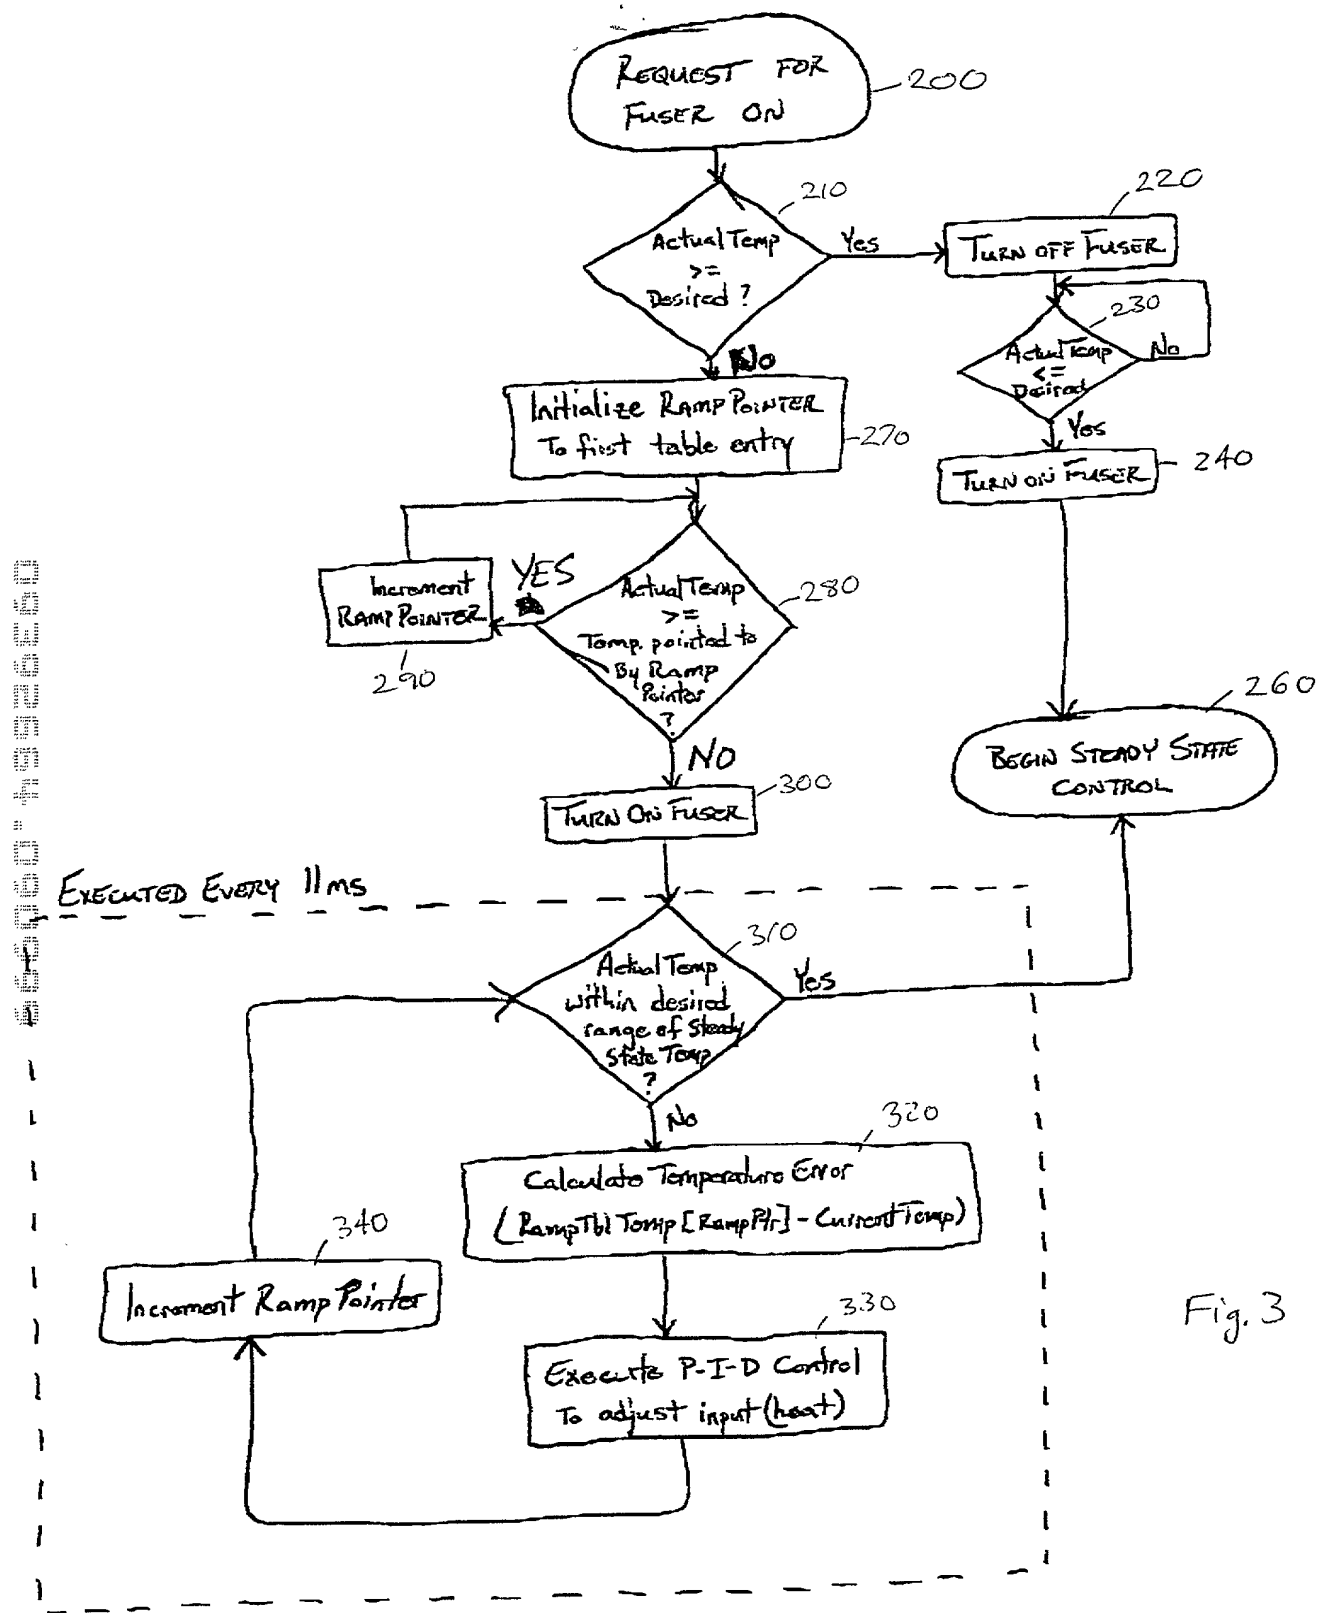 REQUEST FOR
FUSER ON
200
210
Actual Temp
>=
Desired ?
Yes
No
220
TURN OFF FUSER
230
Actual Temp
<=
Desired
No
Yes
240
TURN ON FUSER
Initialize RAMP POINTER
To first table entry
270
Increment
RAMP POINTER
290
YES
280
Actual Temp
>=
Temp. pointed to
By Ramp
Pointer
?
NO
300
TURN ON FUSER
260
BEGIN STEADY STATE
CONTROL
EXECUTED EVERY 11ms
310
Actual Temp
within desired
range of Steady
State Temp
?
Yes
No
320
Calculate Temperature Error
(RampTbl Temp [RampPtr] - Current Temp)
340
Increment Ramp Pointer
330
Execute P-I-D Control
To adjust input (heat)
Fig. 3